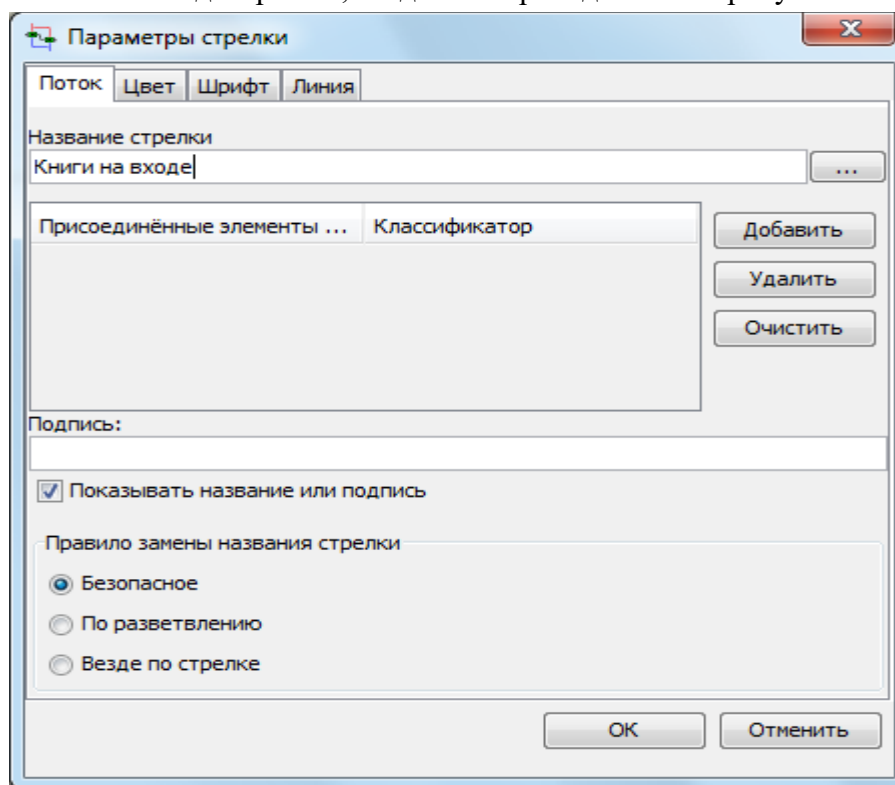 Параметры стрелки
Поток Цвет Шрифт Линия
Название стрелки
Книги на входе
...
Присоединённые элементы ... Классификатор
Добавить
Удалить
Очистить
Подпись:
Показывать название или подпись
Правило замены названия стрелки
Безопасное
По разветвлению
Везде по стрелке
ОК Отменить